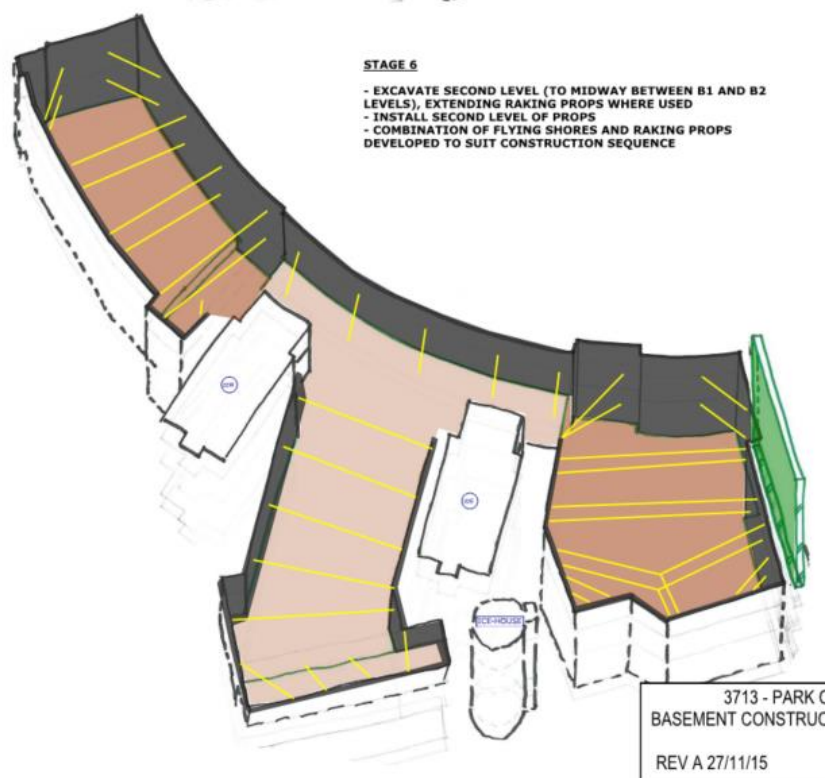 STAGE 6
- EXCAVATE SECOND LEVEL (TO MIDWAY BETWEEN B1 AND B2
LEVELS), EXTENDING RAKING PROPS WHERE USED
- INSTALL SECOND LEVEL OF PROPS
- COMBINATION OF FLYING SHORES AND RAKING PROPS
DEVELOPED TO SUIT CONSTRUCTION SEQUENCE
ICE-HOUSE
3713 - PARK
BASEMENT CONSTRUC
REV A 27/11/15